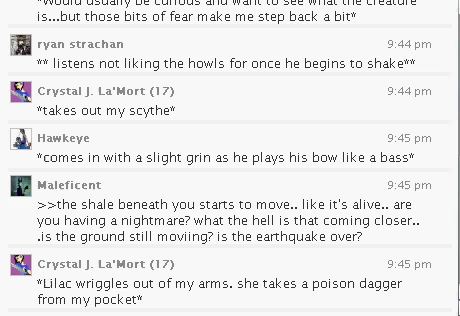 *Would usually be curious and want to see what the creature
is...but those bits of fear make me step back a bit*
ryan strachan 9:44 pm
** listens not liking the howls for once he begins to shake**
Crystal J. La'Mort (17) 9:44 pm
*takes out my scythe*
Hawkeye 9:45 pm
*comes in with a slight grin as he plays his bow like a bass*
Maleficent 9:45 pm
>>the shale beneath you starts to move.. like it's alive.. are
you having a nightmare? what the hell is that coming closer..
.is the ground still moviing? is the earthquake over?
Crystal J. La'Mort (17) 9:45 pm
*Lilac wriggles out of my arms. she takes a poison dagger
from my pocket*